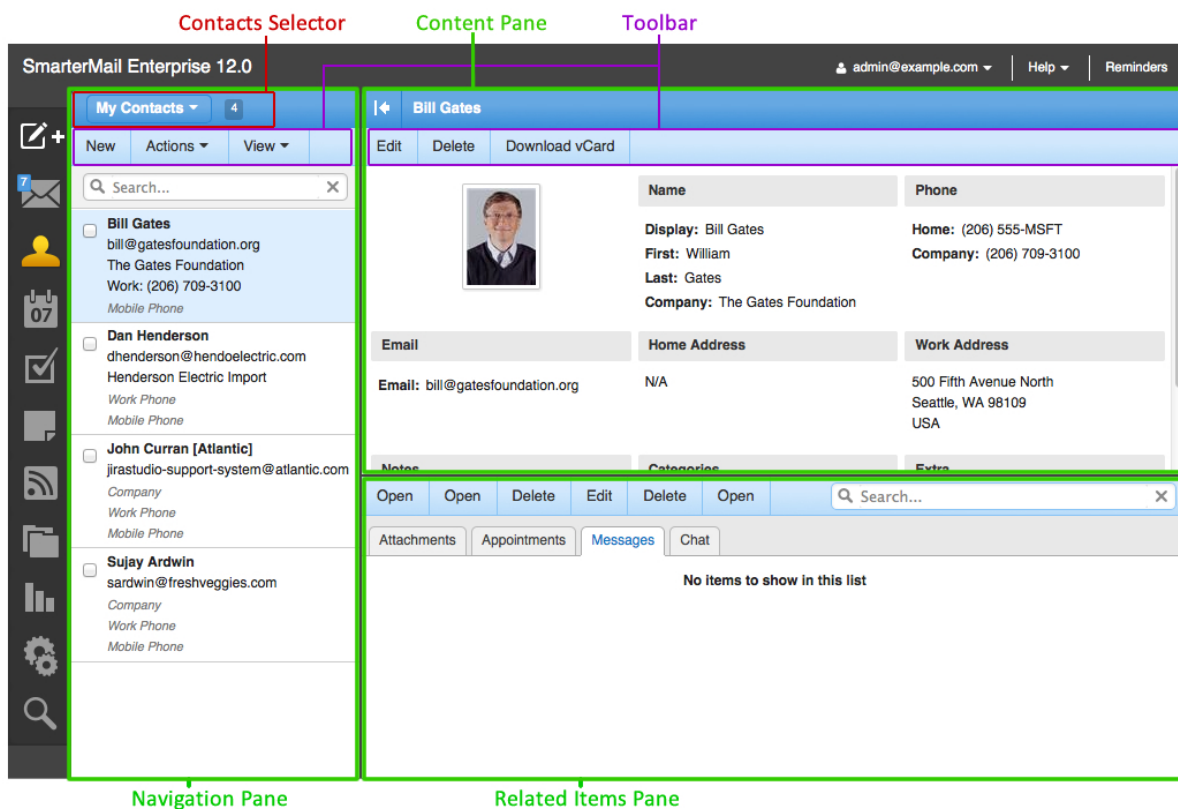 Contacts Selector Content Pane Toolbar
SmarterMail Enterprise 12.0
admin@example.com Help Reminders
My Contacts 4
New Actions View
Search...
7
07
Bill Gates
bill@gatesfoundation.org
The Gates Foundation
Work: (206) 709-3100
Mobile Phone
Dan Henderson
dhenderson@hendoelectric.com
Henderson Electric Import
Work Phone
Mobile Phone
John Curran [Atlantic]
jirastudio-support-system@atlantic.com
Company
Work Phone
Mobile Phone
Sujay Ardwin
sardwin@freshveggies.com
Company
Work Phone
Mobile Phone
Bill Gates
Edit Delete Download vCard
Name
Display: Bill Gates
First: William
Last: Gates
Company: The Gates Foundation
Phone
Home: (206) 555-MSFT
Company: (206) 709-3100
Email
Email: bill@gatesfoundation.org
Home Address
N/A
Work Address
500 Fifth Avenue North
Seattle, WA 98109
USA
Notes Categories Extra
Open Open Delete Edit Delete Open Search...
Attachments Appointments Messages Chat
No items to show in this list
Navigation Pane Related Items Pane